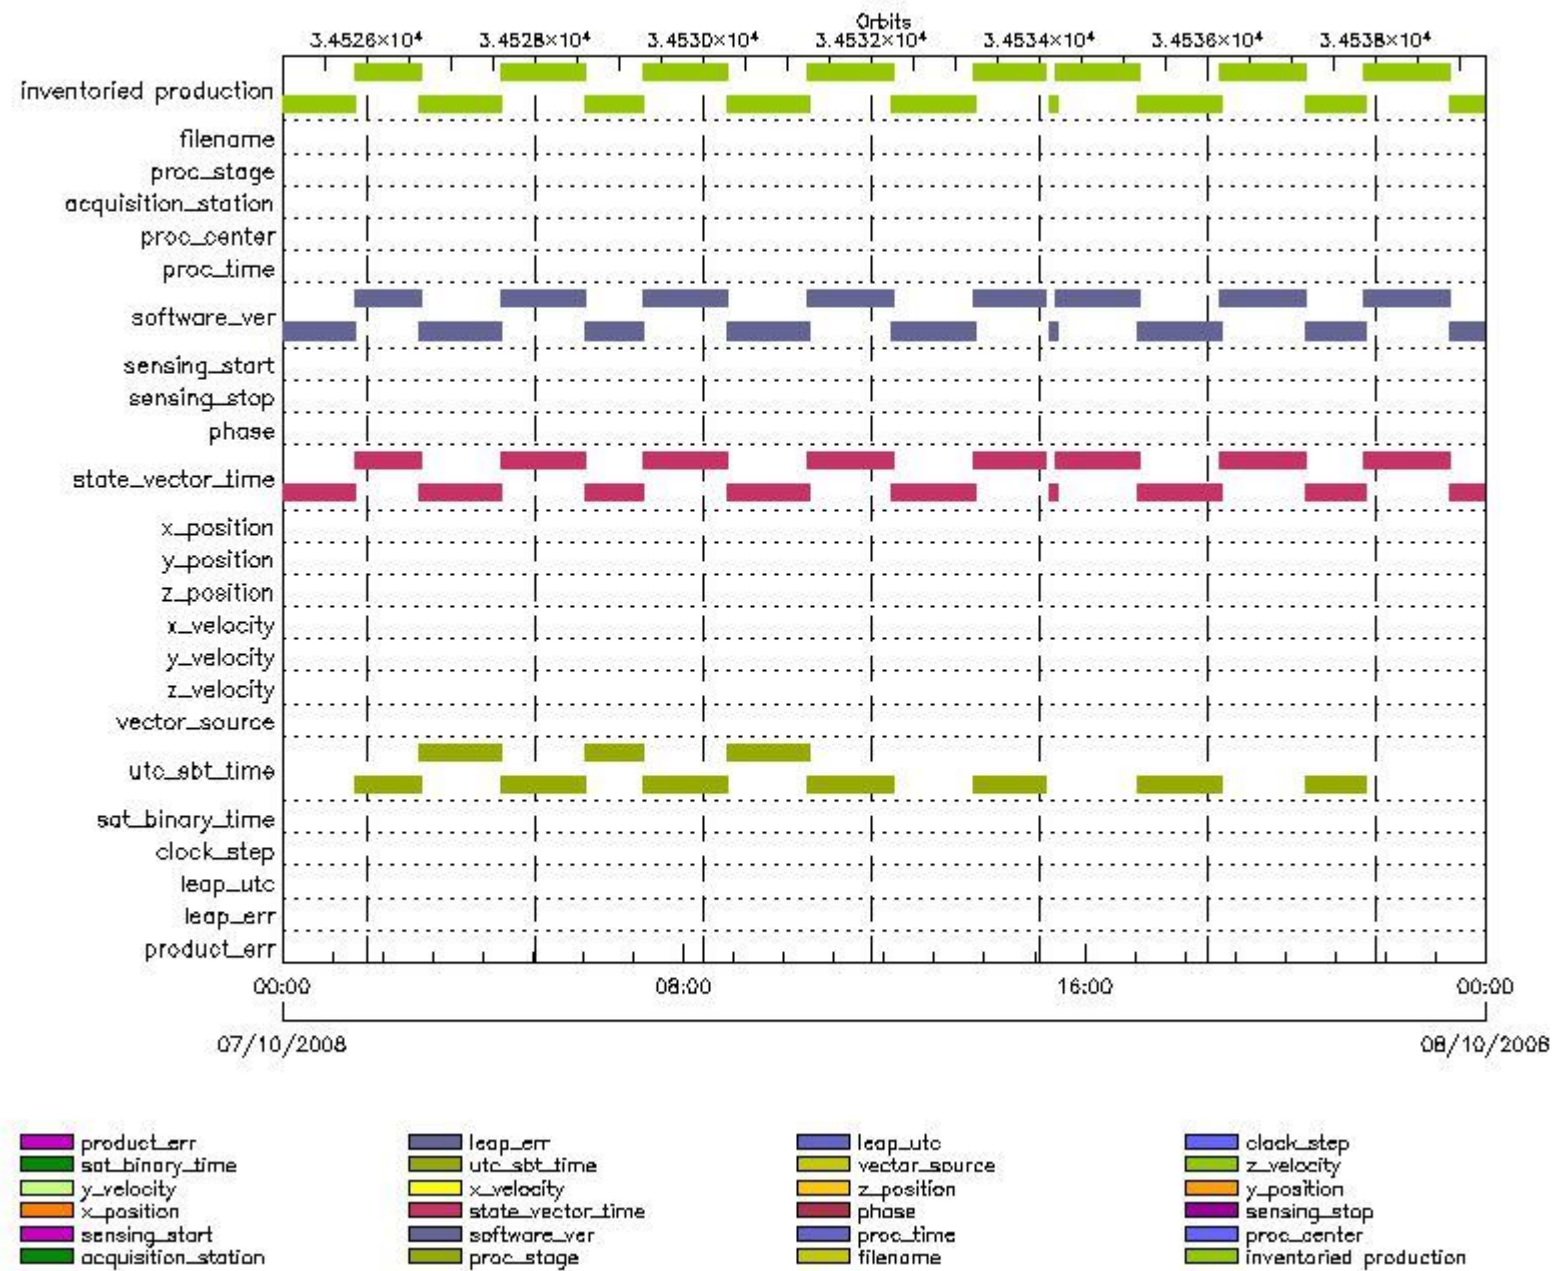 Orbits
3.4526×10⁴ 3.4528×10⁴ 3.4530×10⁴ 3.4532×10⁴ 3.4534×10⁴ 3.4536×10⁴ 3.4538×10⁴
inventoried production
filename
proc_stage
acquisition_station
proc_center
proc_time
software_ver
sensing_start
sensing_stop
phase
state_vector_time
x_position
y_position
z_position
x_velocity
y_velocity
z_velocity
vector_source
utc_sbt_time
sat_binary_time
clock_step
leap_utc
leap_err
product_err
00:00 08:00 16:00 00:00
07/10/2008 08/10/2008
product_err leap_err leap_utc clock_step
sat_binary_time utc_sbt_time vector_source z_velocity
y_velocity x_velocity z_position y_position
x_position state_vector_time phase sensing_stop
sensing_start software_ver proc_time proc_center
acquisition_station proc_stage filename inventoried production